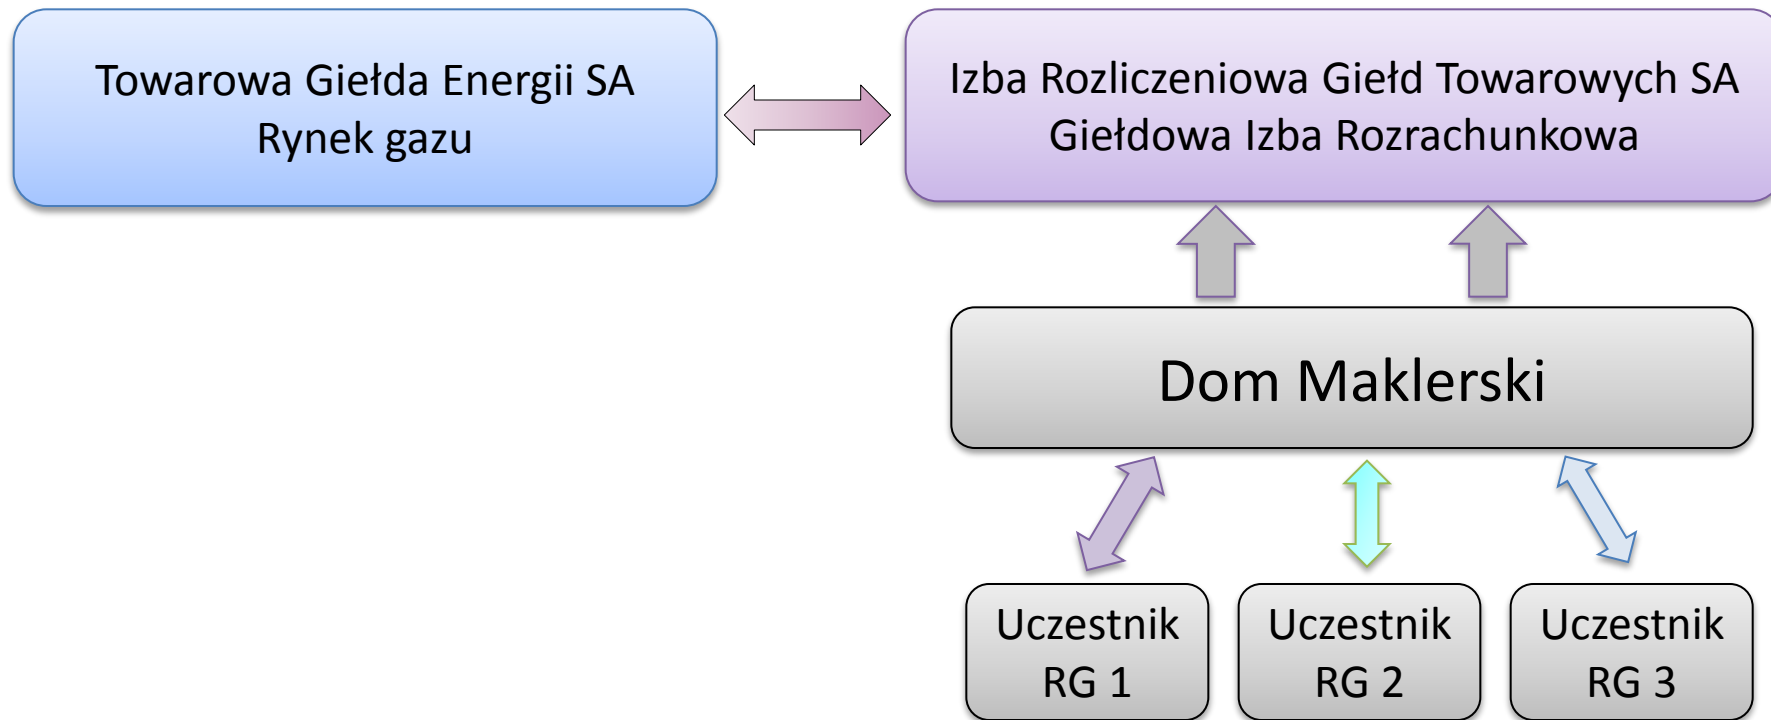 Towarowa Giełda Energii SA
Rynek gazu
Izba Rozliczeniowa Giełd Towarowych SA
Giełdowa Izba Rozrachunkowa
Dom Maklerski
Uczestnik
RG 1
Uczestnik
RG 2
Uczestnik
RG 3